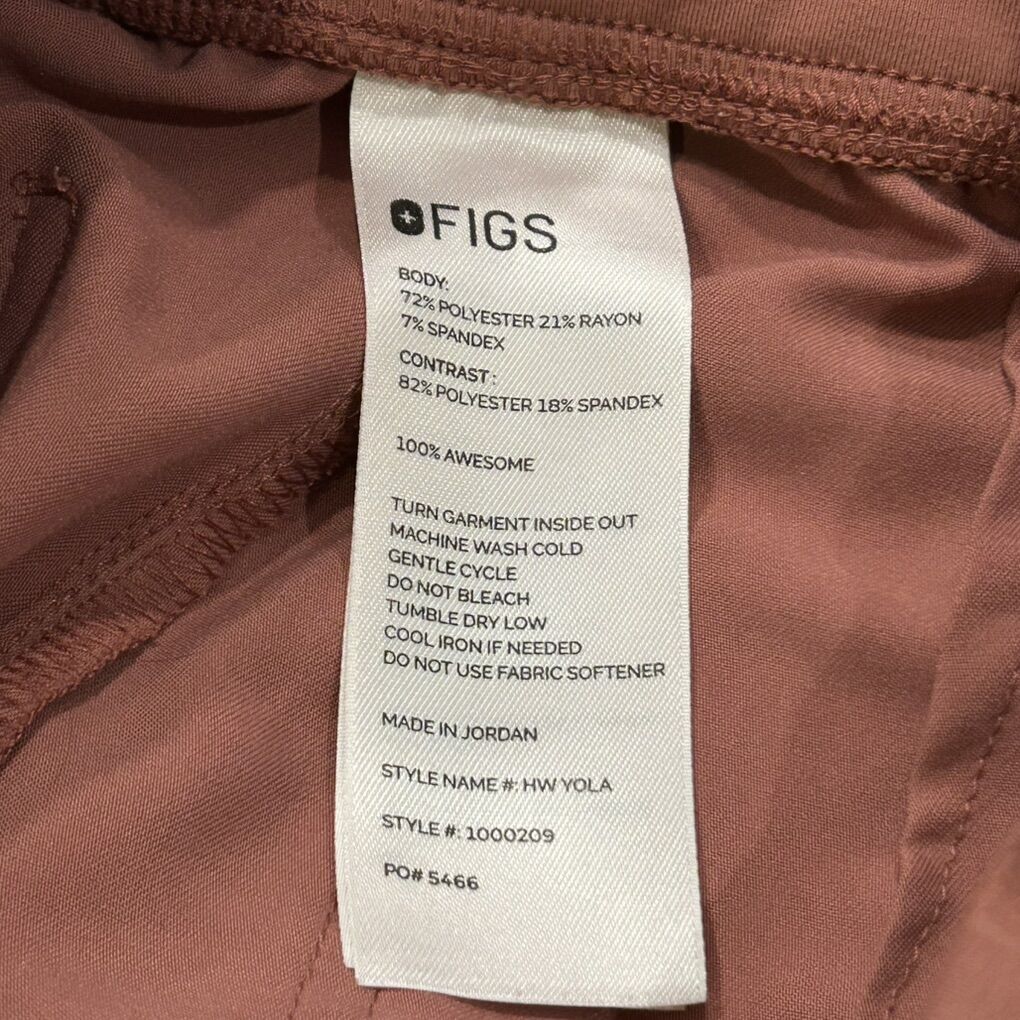 FIGS
BODY:
72% POLYESTER 21% RAYON
7% SPANDEX
CONTRAST :
82% POLYESTER 18% SPANDEX
100% AWESOME
TURN GARMENT INSIDE OUT
MACHINE WASH COLD
GENTLE CYCLE
DO NOT BLEACH
TUMBLE DRY LOW
COOL IRON IF NEEDED
DO NOT USE FABRIC SOFTENER
MADE IN JORDAN
STYLE NAME #: HW YOLA
STYLE #: 1000209
PO# 5466